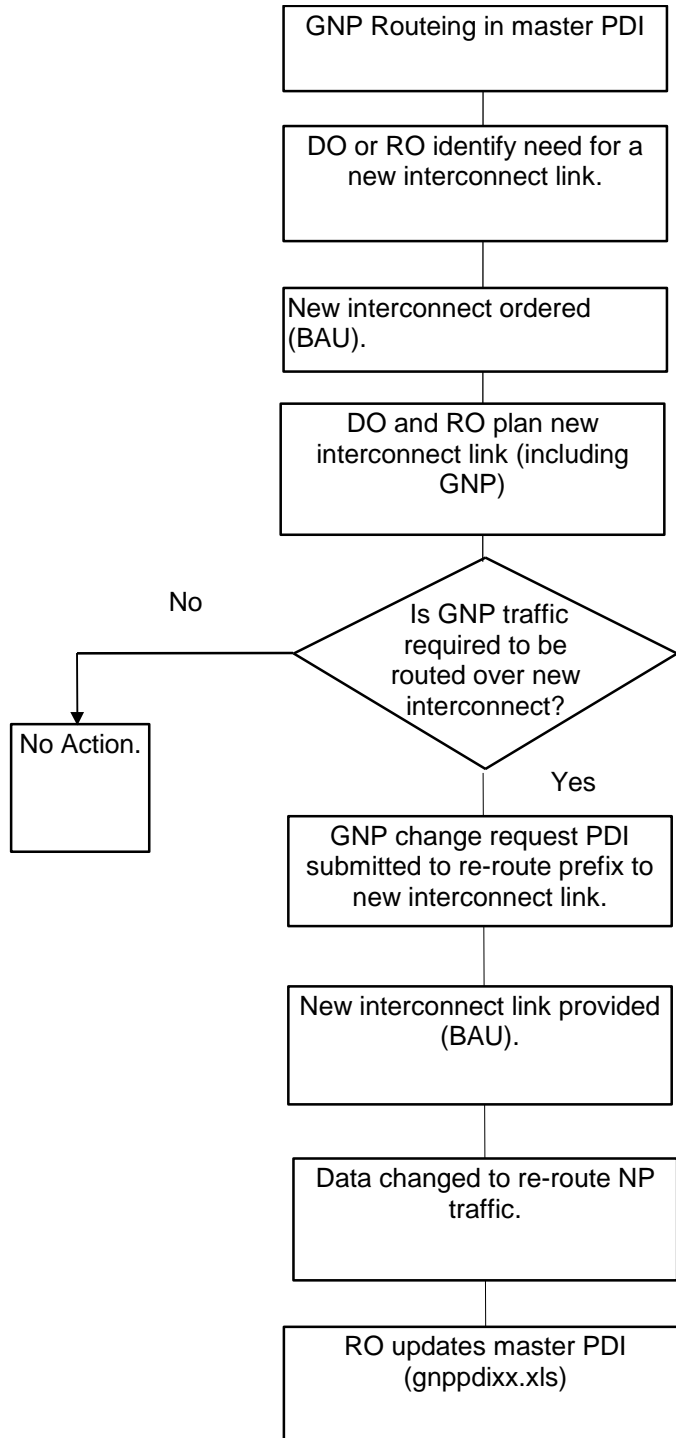 GNP Routeing in master PDI
DO or RO identify need for a
new interconnect link.
New interconnect ordered
(BAU).
DO and RO plan new
interconnect link (including
GNP)
No
Is GNP traffic
required to be
routed over new
interconnect?
No Action.
Yes
GNP change request PDI
submitted to re-route prefix to
new interconnect link.
New interconnect link provided
(BAU).
Data changed to re-route NP
traffic.
RO updates master PDI
(gnppdixx.xls)